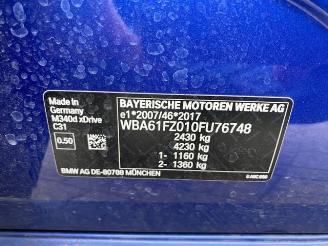 Made in
Germany
M340d xDrive
C31
0.50
BAYERISCHE MOTOREN WERKE AG
e1*2007/46*2017
WBA61FZ010FU76748
2430 kg
4230 kg
1- 1160 kg
2- 1360 kg
BMW AG DE-80788 MÜNCHEN